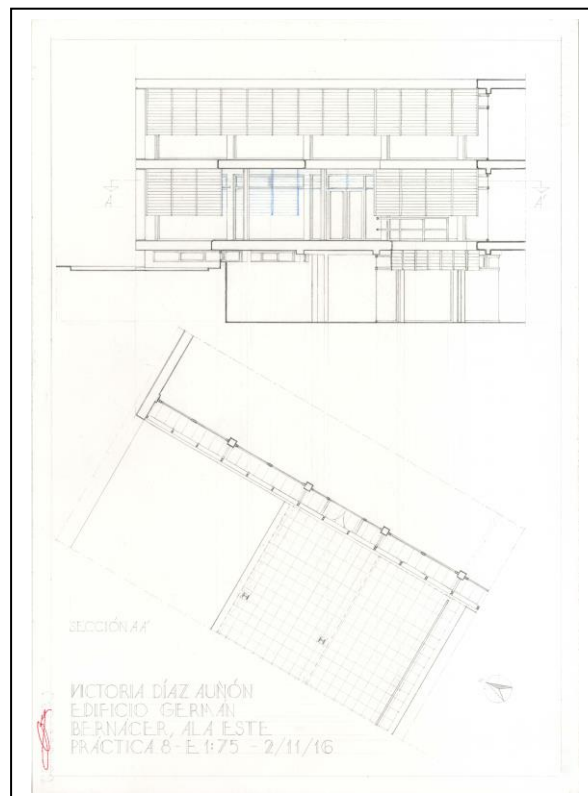 A
A'
SECCIÓN AA'
VICTORIA DÍAZ AUÑÓN
EDIFICIO GERMÁN
BERNÁCER, ALA ESTE
PRÁCTICA 8 - E 1:75 - 2/11/16